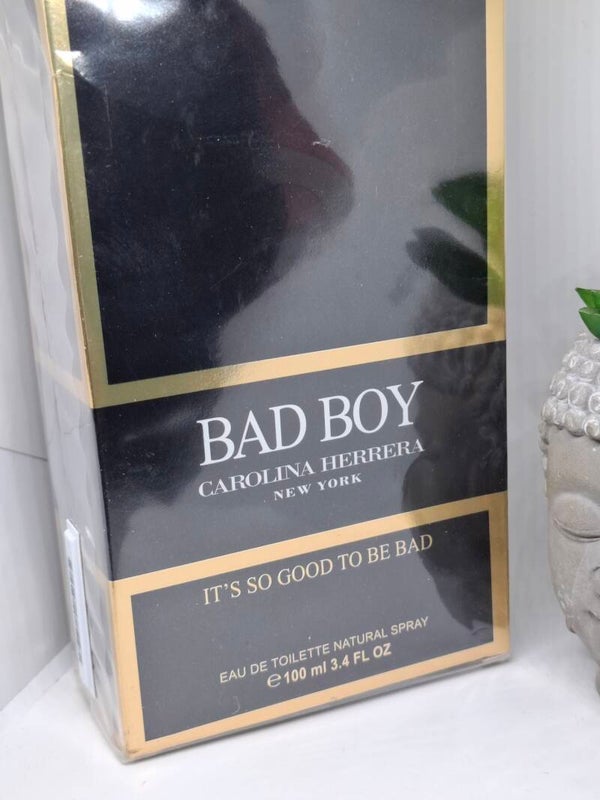 BAD BOY
CAROLINA HERRERA
NEW YORK
IT'S SO GOOD TO BE BAD
EAU DE TOILETTE NATURAL SPRAY
℮100 ml 3.4 FL OZ